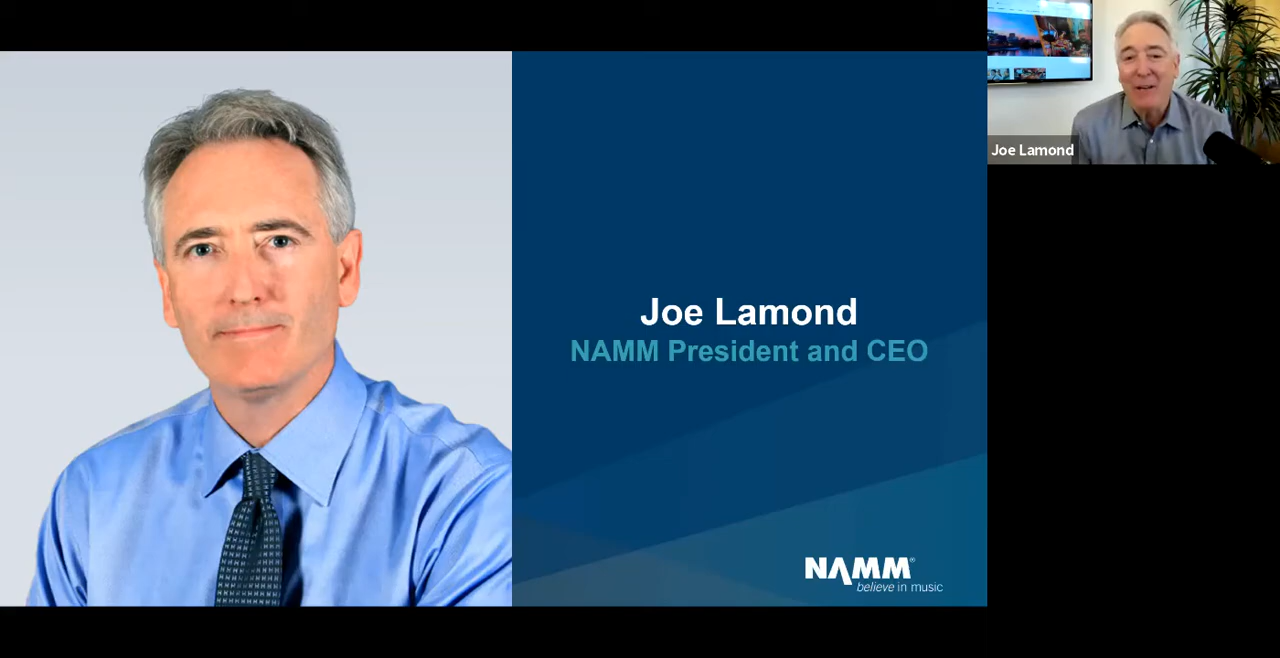 Joe Lamond
Joe Lamond
NAMM President and CEO
NAMM®
believe in music